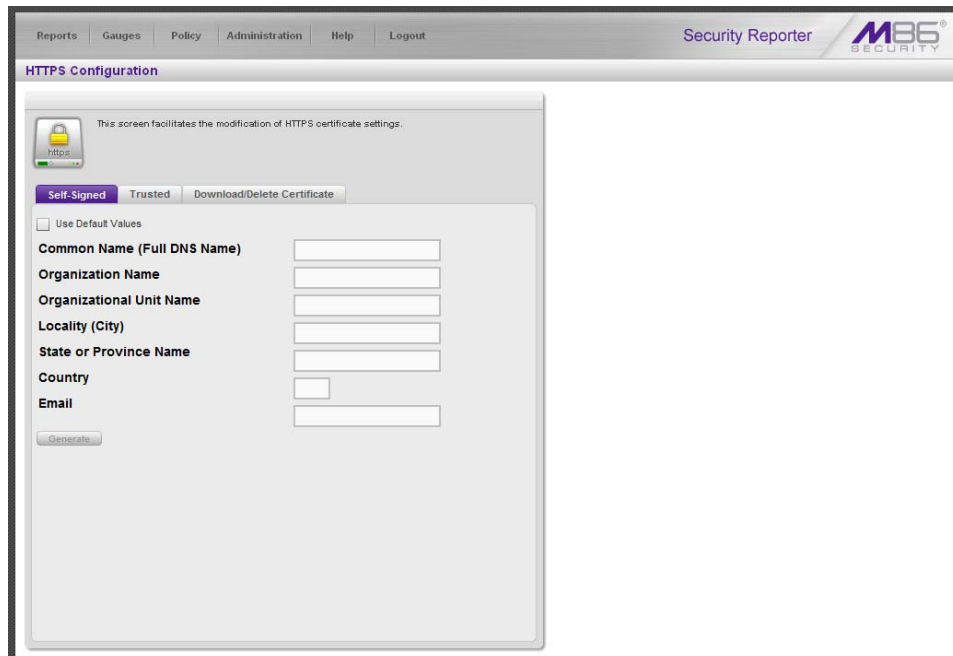 Reports Gauges Policy Administration Help Logout Security Reporter M86® SECURITY
HTTPS Configuration
This screen facilitates the modification of HTTPS certificate settings.
https
Self-Signed Trusted Download/Delete Certificate
Use Default Values
Common Name (Full DNS Name)
Organization Name
Organizational Unit Name
Locality (City)
State or Province Name
Country
Email
Generate